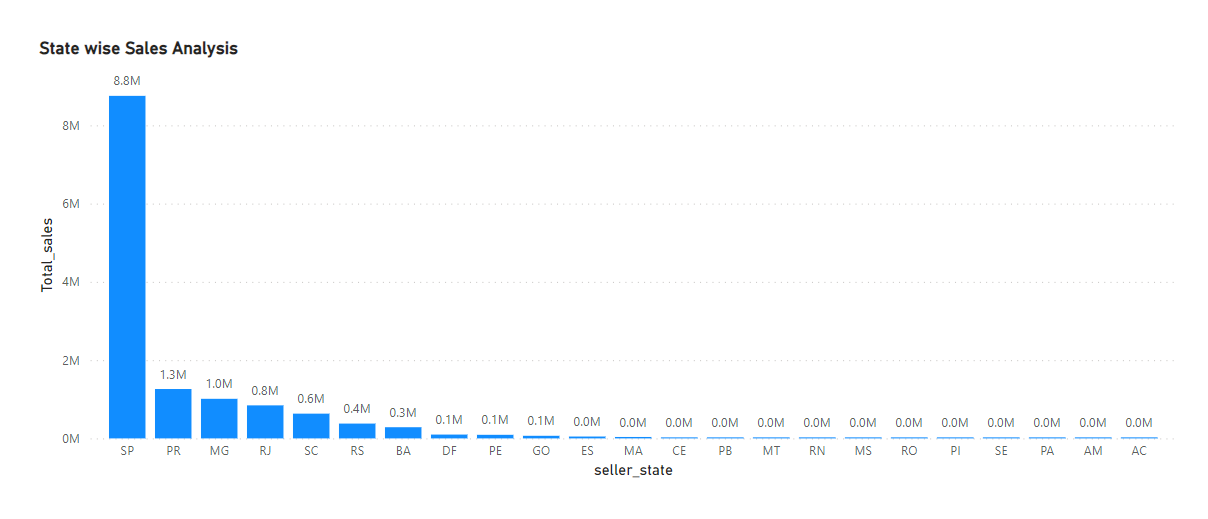 State wise Sales Analysis
8.8M
8M
6M
4M
2M
0M
Total_sales
1.3M 1.0M 0.8M 0.6M 0.4M 0.3M 0.1M 0.1M 0.1M 0.0M 0.0M 0.0M 0.0M 0.0M 0.0M 0.0M 0.0M 0.0M 0.0M 0.0M 0.0M 0.0M
SP PR MG RJ SC RS BA DF PE GO ES MA CE PB MT RN MS RO PI SE PA AM AC
seller_state